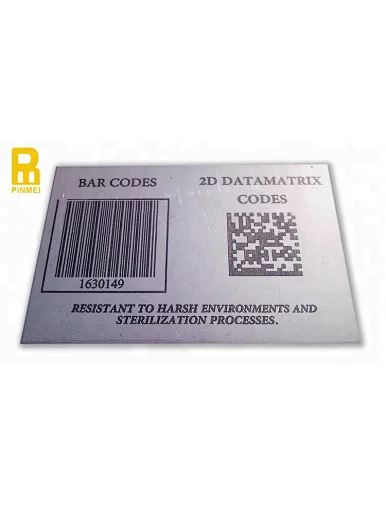 PINMEI
BAR CODES
2D DATAMATRIX
CODES
1630149
RESISTANT TO HARSH ENVIRONMENTS AND
STERILIZATION PROCESSES.